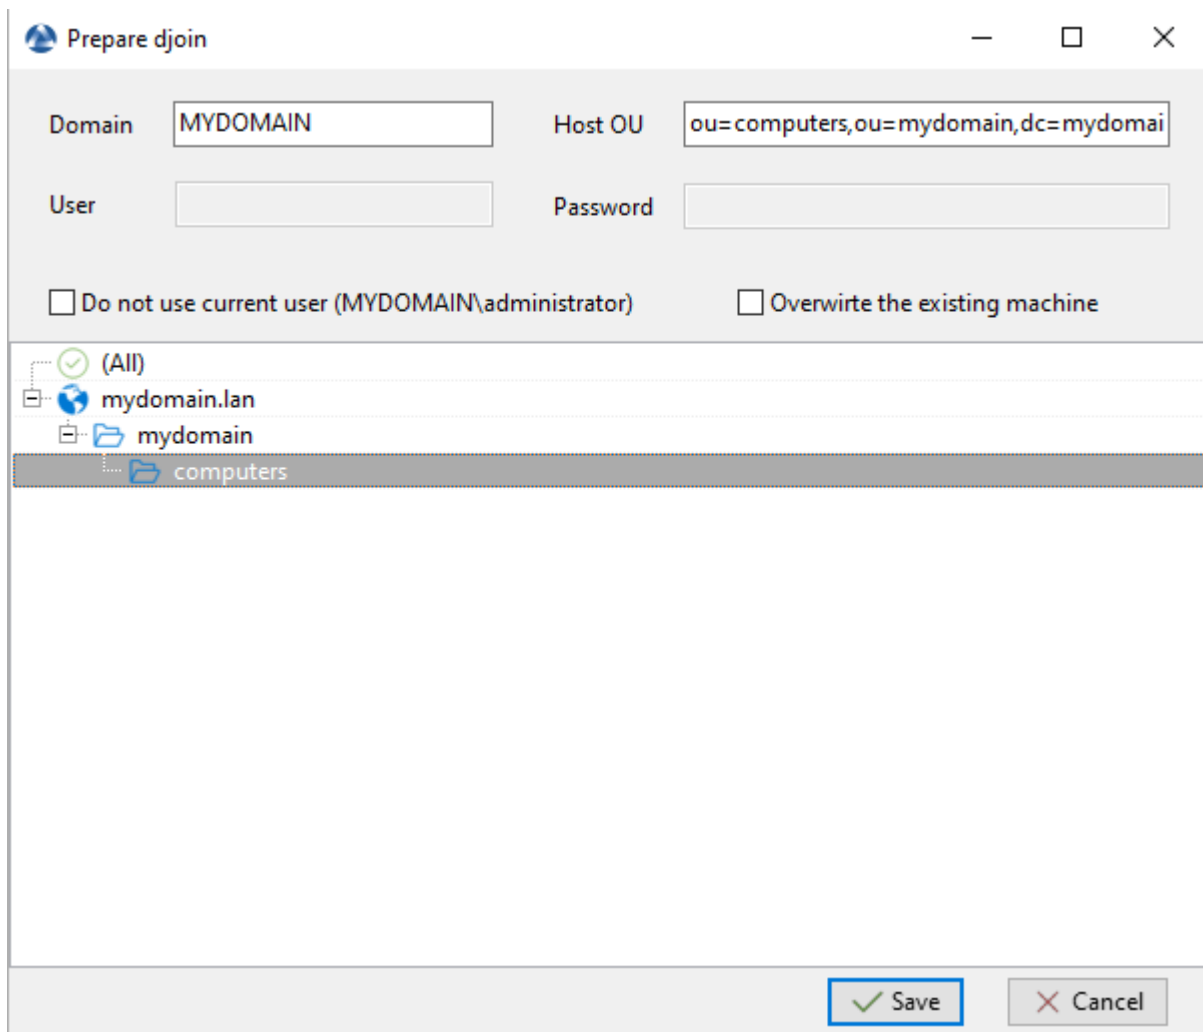 Prepare djoin
Domain MYDOMAIN Host OU ou=computers,ou=mydomain,dc=mydomai
User Password
Do not use current user (MYDOMAIN\administrator) Overwirte the existing machine
(All)
mydomain.lan
mydomain
computers
Save Cancel